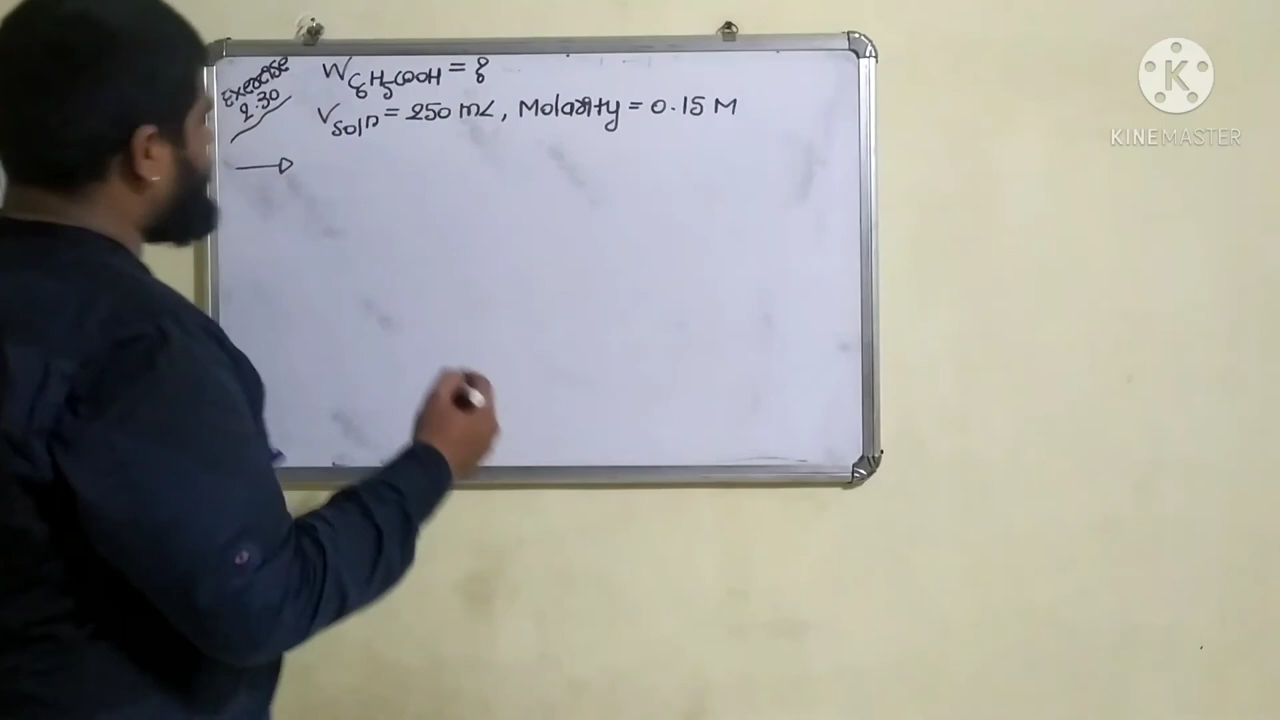 Exercise
2.30
W C6H5COOH = ?
V Soln = 250 mL, Molarity = 0.15 M
→
K
KINEMASTER